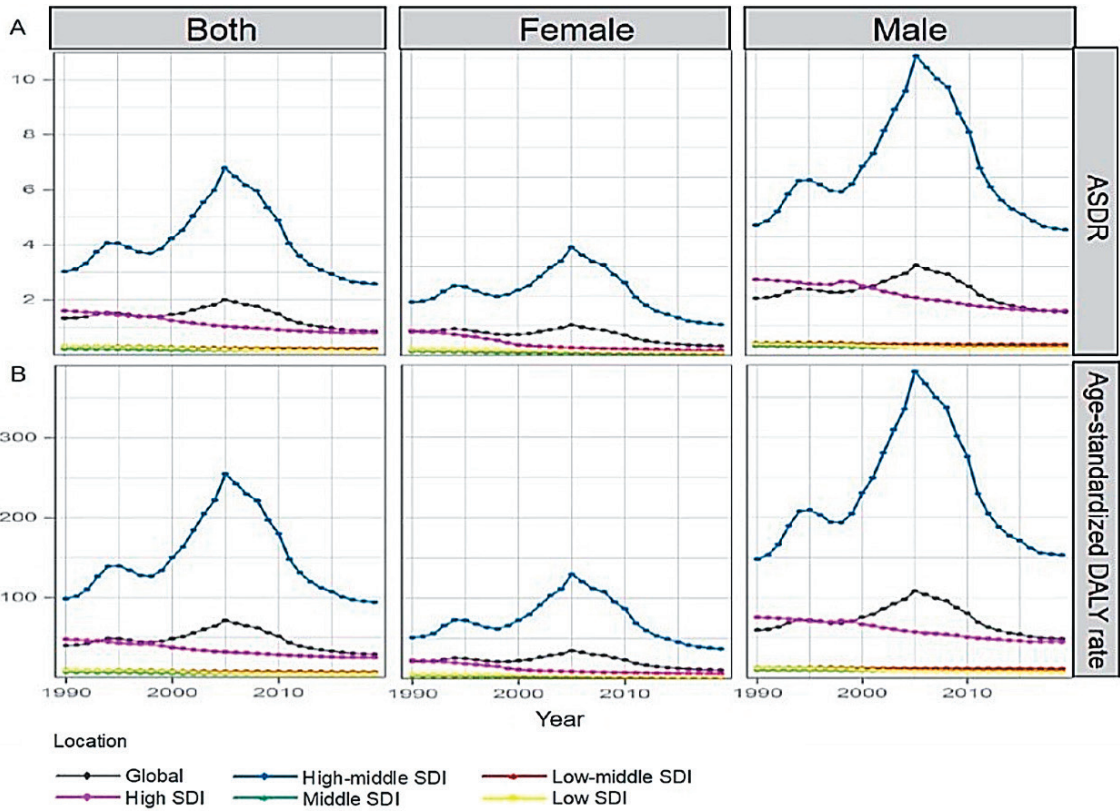 A
Both
Female
Male
10
8
6
4
2
ASDR
B
300
200
100
Age-standardized DALY rate
1990
2000
2010
1990
2000
2010
1990
2000
2010
Year
Location
Global
High-middle SDI
Low-middle SDI
High SDI
Middle SDI
Low SDI